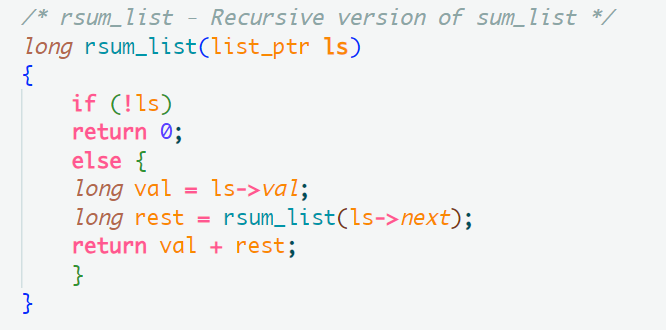 /* rsum_list - Recursive version of sum_list */
long rsum_list(list_ptr ls)
{
    if (!ls)
    return 0;
    else {
    long val = ls->val;
    long rest = rsum_list(ls->next);
    return val + rest;
    }
}